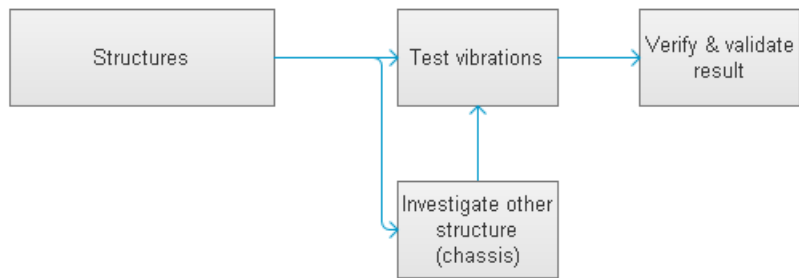 Structures
Test vibrations
Verify & validate
result
Investigate other
structure
(chassis)